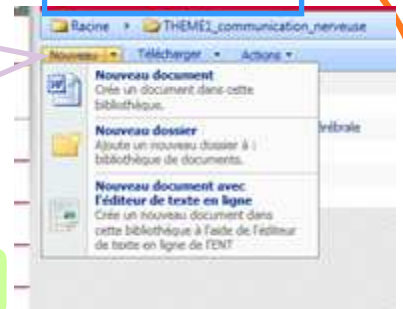 Racine THEME1_communication_nerveuse
Nouveau Télécharger Actions
Nouveau document
Crée un document dans cette
bibliothèque.
Nouveau dossier
Ajoute un nouveau dossier à
bibliothèque de documents.
Nouveau document avec
l'éditeur de texte en ligne
Crée un nouveau document dans
cette bibliothèque à l'aide de l'éditeur
de texte en ligne de l'ENT